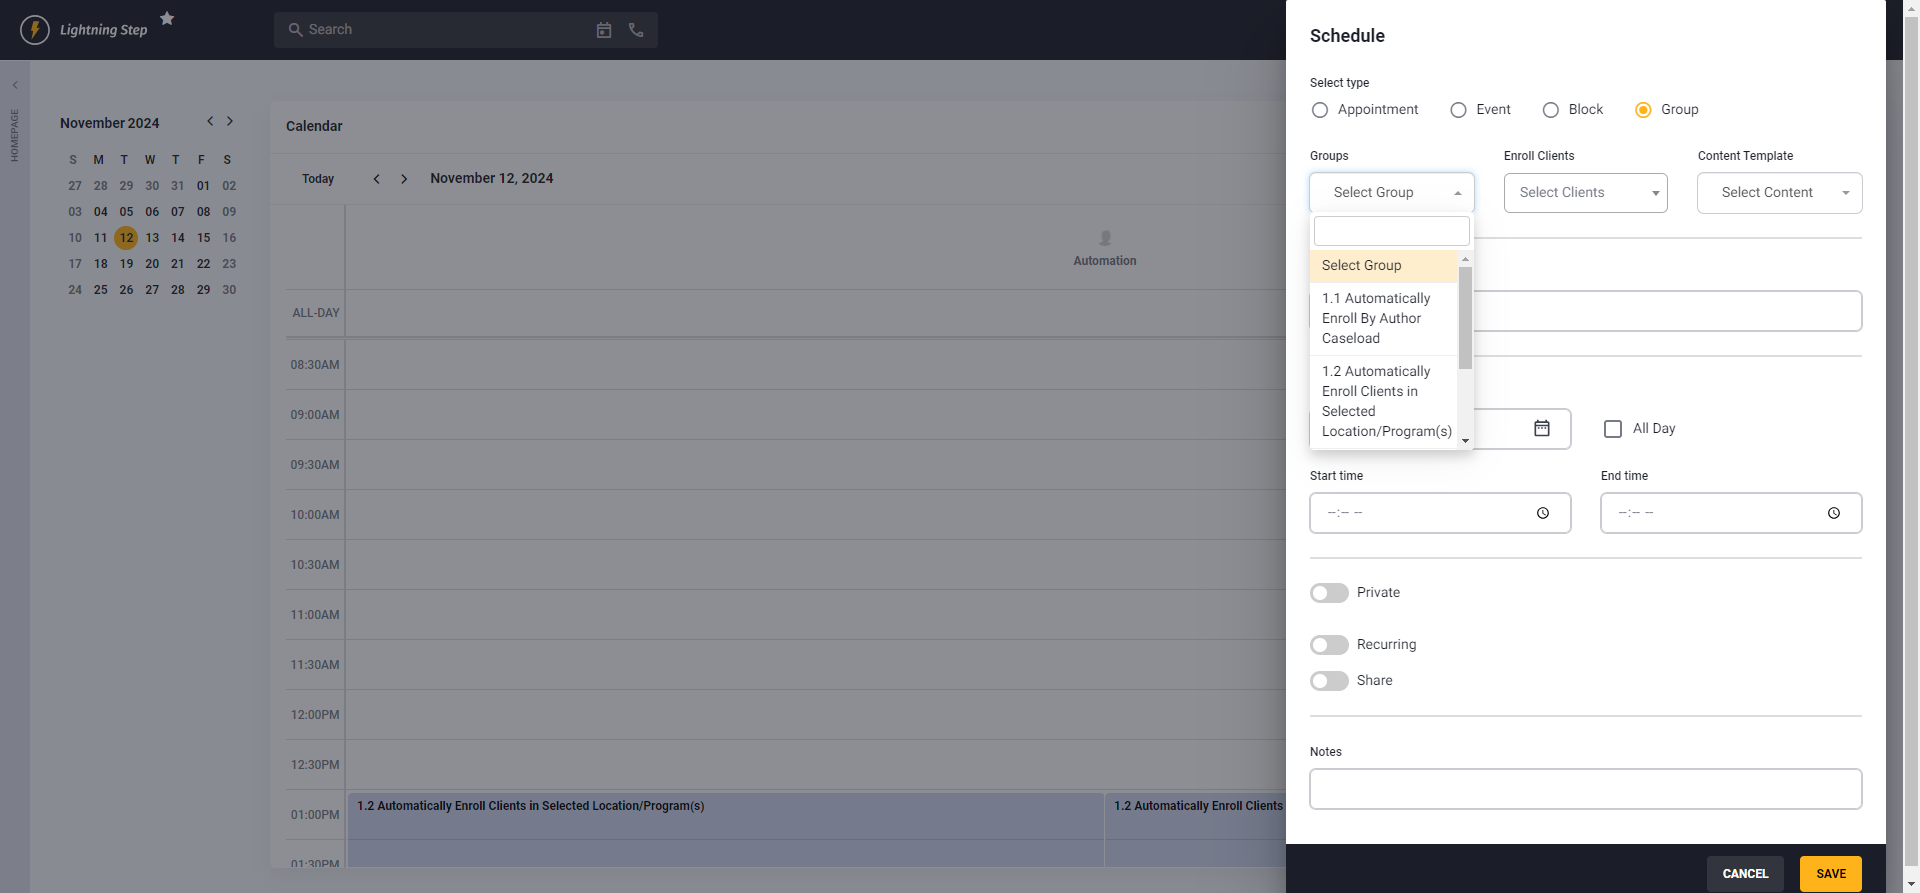 Lightning Step
Search
HOMEPAGE
November 2024
S M T W T F S
27 28 29 30 31 01 02
03 04 05 06 07 08 09
10 11 12 13 14 15 16
17 18 19 20 21 22 23
24 25 26 27 28 29 30
Calendar
Today
November 12, 2024
Automation
ALL-DAY
08:30AM
09:00AM
09:30AM
10:00AM
10:30AM
11:00AM
11:30AM
12:00PM
12:30PM
01:00PM
1.2 Automatically Enroll Clients in Selected Location/Program(s)
1.2 Automatically Enroll Clients
01:30PM
Schedule
Select type
Appointment Event Block Group
Groups Enroll Clients Content Template
Select Group Select Clients Select Content
Select Group
1.1 Automatically
Enroll By Author
Caseload
1.2 Automatically
Enroll Clients in
Selected
Location/Program(s)
All Day
Start time End time
--:-- -- --:-- --
Private
Recurring
Share
Notes
CANCEL SAVE